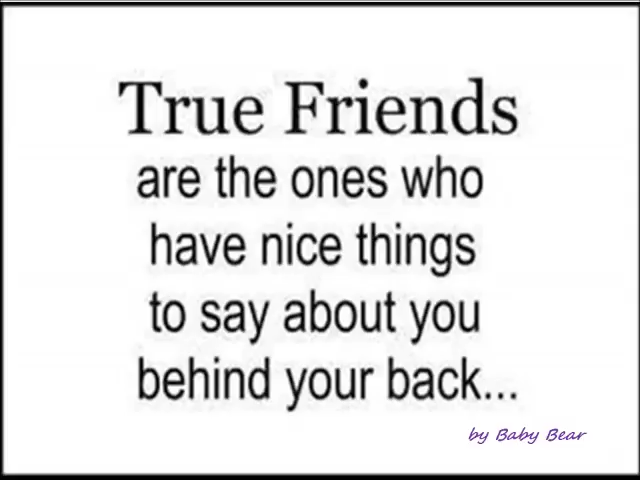 True Friends
are the ones who
have nice things
to say about you
behind your back...
by Baby Bear